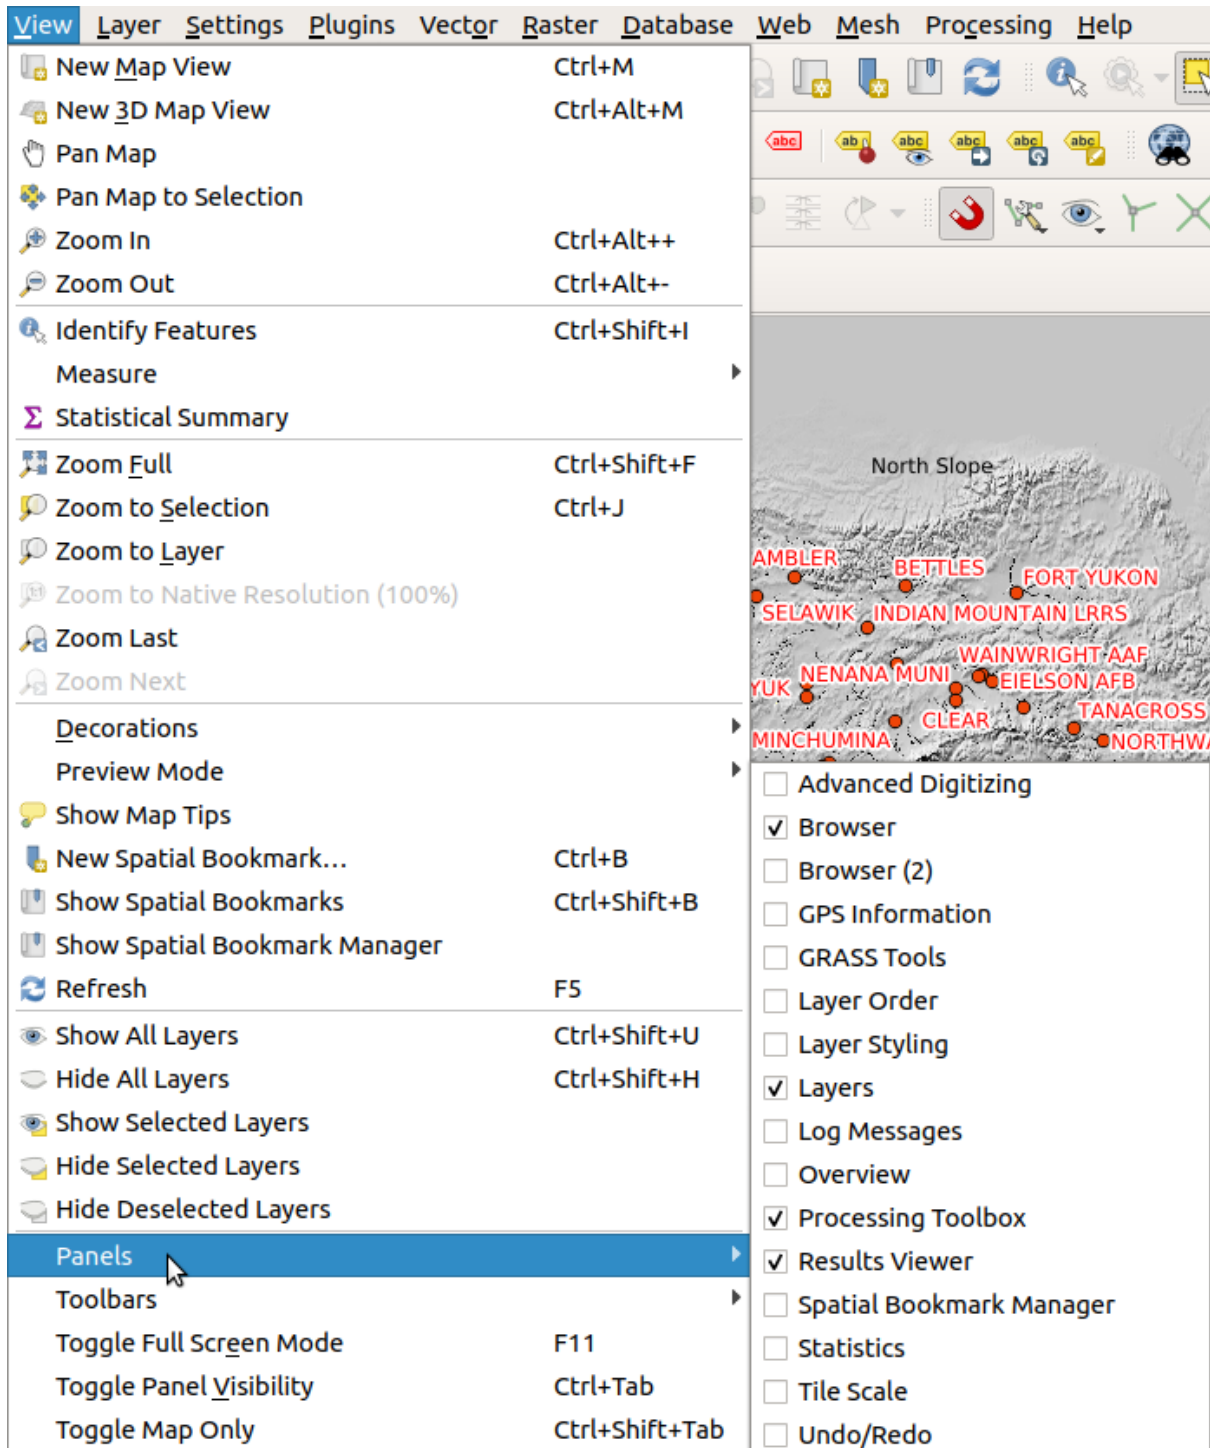 View Layer Settings Plugins Vector Raster Database Web Mesh Processing Help
New Map View Ctrl+M
New 3D Map View Ctrl+Alt+M
Pan Map
Pan Map to Selection
Zoom In Ctrl+Alt++
Zoom Out Ctrl+Alt+-
Identify Features Ctrl+Shift+I
Measure
Statistical Summary
Zoom Full Ctrl+Shift+F
Zoom to Selection Ctrl+J
Zoom to Layer
Zoom to Native Resolution (100%)
Zoom Last
Zoom Next
Decorations
Preview Mode
Show Map Tips
New Spatial Bookmark... Ctrl+B
Show Spatial Bookmarks Ctrl+Shift+B
Show Spatial Bookmark Manager
Refresh F5
Show All Layers Ctrl+Shift+U
Hide All Layers Ctrl+Shift+H
Show Selected Layers
Hide Selected Layers
Hide Deselected Layers
Panels
Toolbars
Toggle Full Screen Mode F11
Toggle Panel Visibility Ctrl+Tab
Toggle Map Only Ctrl+Shift+Tab
abc ab abc abc abc abc
North Slope
AMBLER BETTLES FORT YUKON
SELAWIK INDIAN MOUNTAIN LRRS
WAINWRIGHT AAF
YUK NENANA MUNI EIELSON AFB
CLEAR TANACROSS
MINCHUMINA NORTHWA
Advanced Digitizing
Browser
Browser (2)
GPS Information
GRASS Tools
Layer Order
Layer Styling
Layers
Log Messages
Overview
Processing Toolbox
Results Viewer
Spatial Bookmark Manager
Statistics
Tile Scale
Undo/Redo